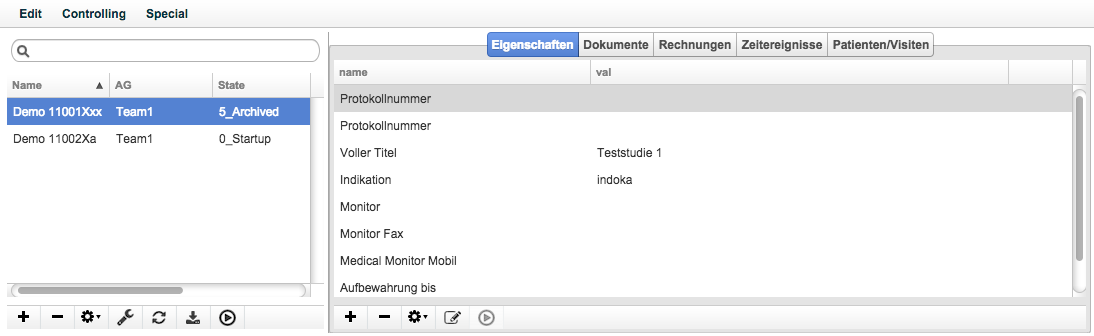 Edit Controlling Special
Eigenschaften Dokumente Rechnungen Zeitereignisse Patienten/Visiten
Name AG State
Demo 11001Xxx Team1 5_Archived
Demo 11002Xa Team1 0_Startup
name val
Protokollnummer
Protokollnummer
Voller Titel Teststudie 1
Indikation indoka
Monitor
Monitor Fax
Medical Monitor Mobil
Aufbewahrung bis